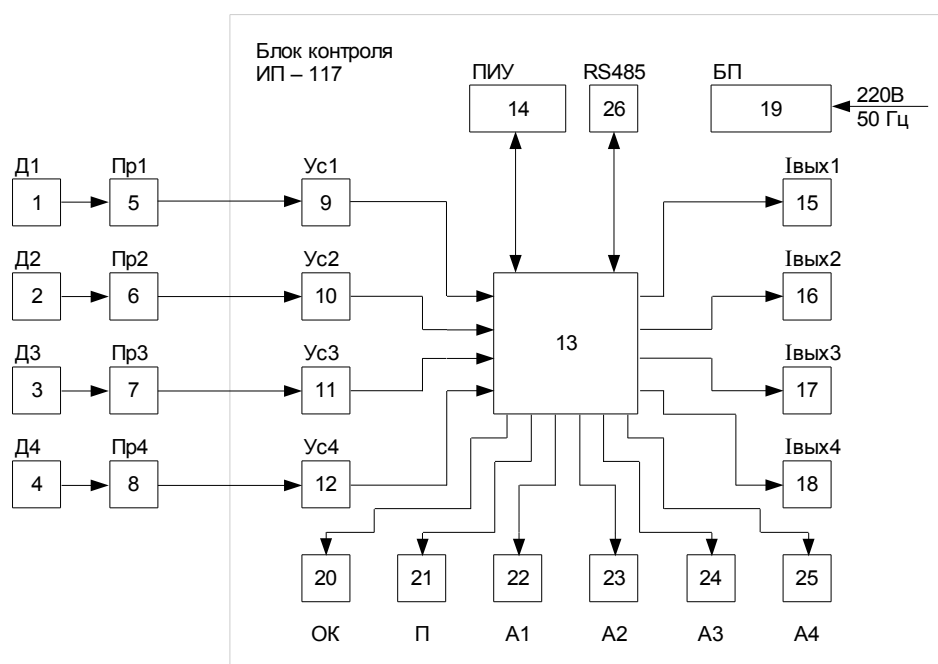 Блок контроля
ИП – 117
ПИУ
RS485
БП
14
26
19
220В
50 Гц
Д1
Пр1
Ус1
Iвых1
1
5
9
15
Д2
Пр2
Ус2
Iвых2
2
6
10
16
13
Д3
Пр3
Ус3
Iвых3
3
7
11
17
Д4
Пр4
Ус4
Iвых4
4
8
12
18
20
21
22
23
24
25
ОК
П
А1
А2
А3
А4